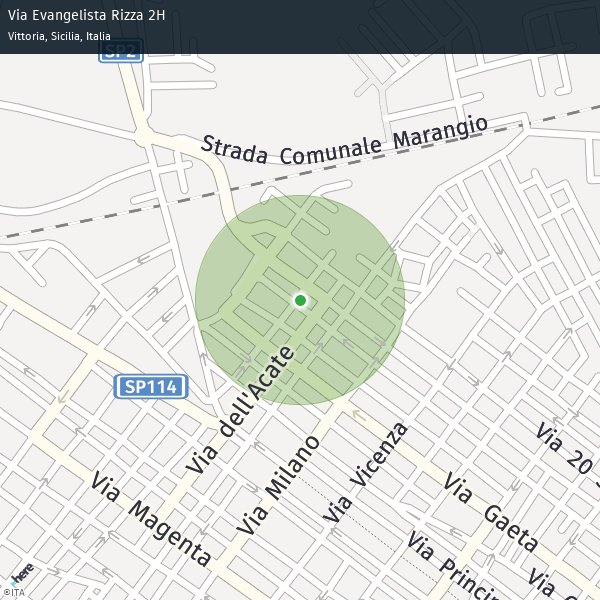 Via Evangelista Rizza 2H
Vittoria, Sicilia, Italia
SP2
Strada Comunale Marangio
SP114
Via dell'Acate
Via Milano
Via Vicenza
Via 20
Via Magenta
Via Gaeta
Via Princi
Via
here
©ITA